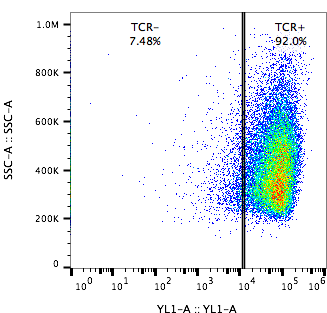 1.0M
TCR-
7.48%
TCR+
92.0%
800K
600K
400K
200K
0
SSC-A :: SSC-A
10^0 10^1 10^2 10^3 10^4 10^5 10^6
YL1-A :: YL1-A